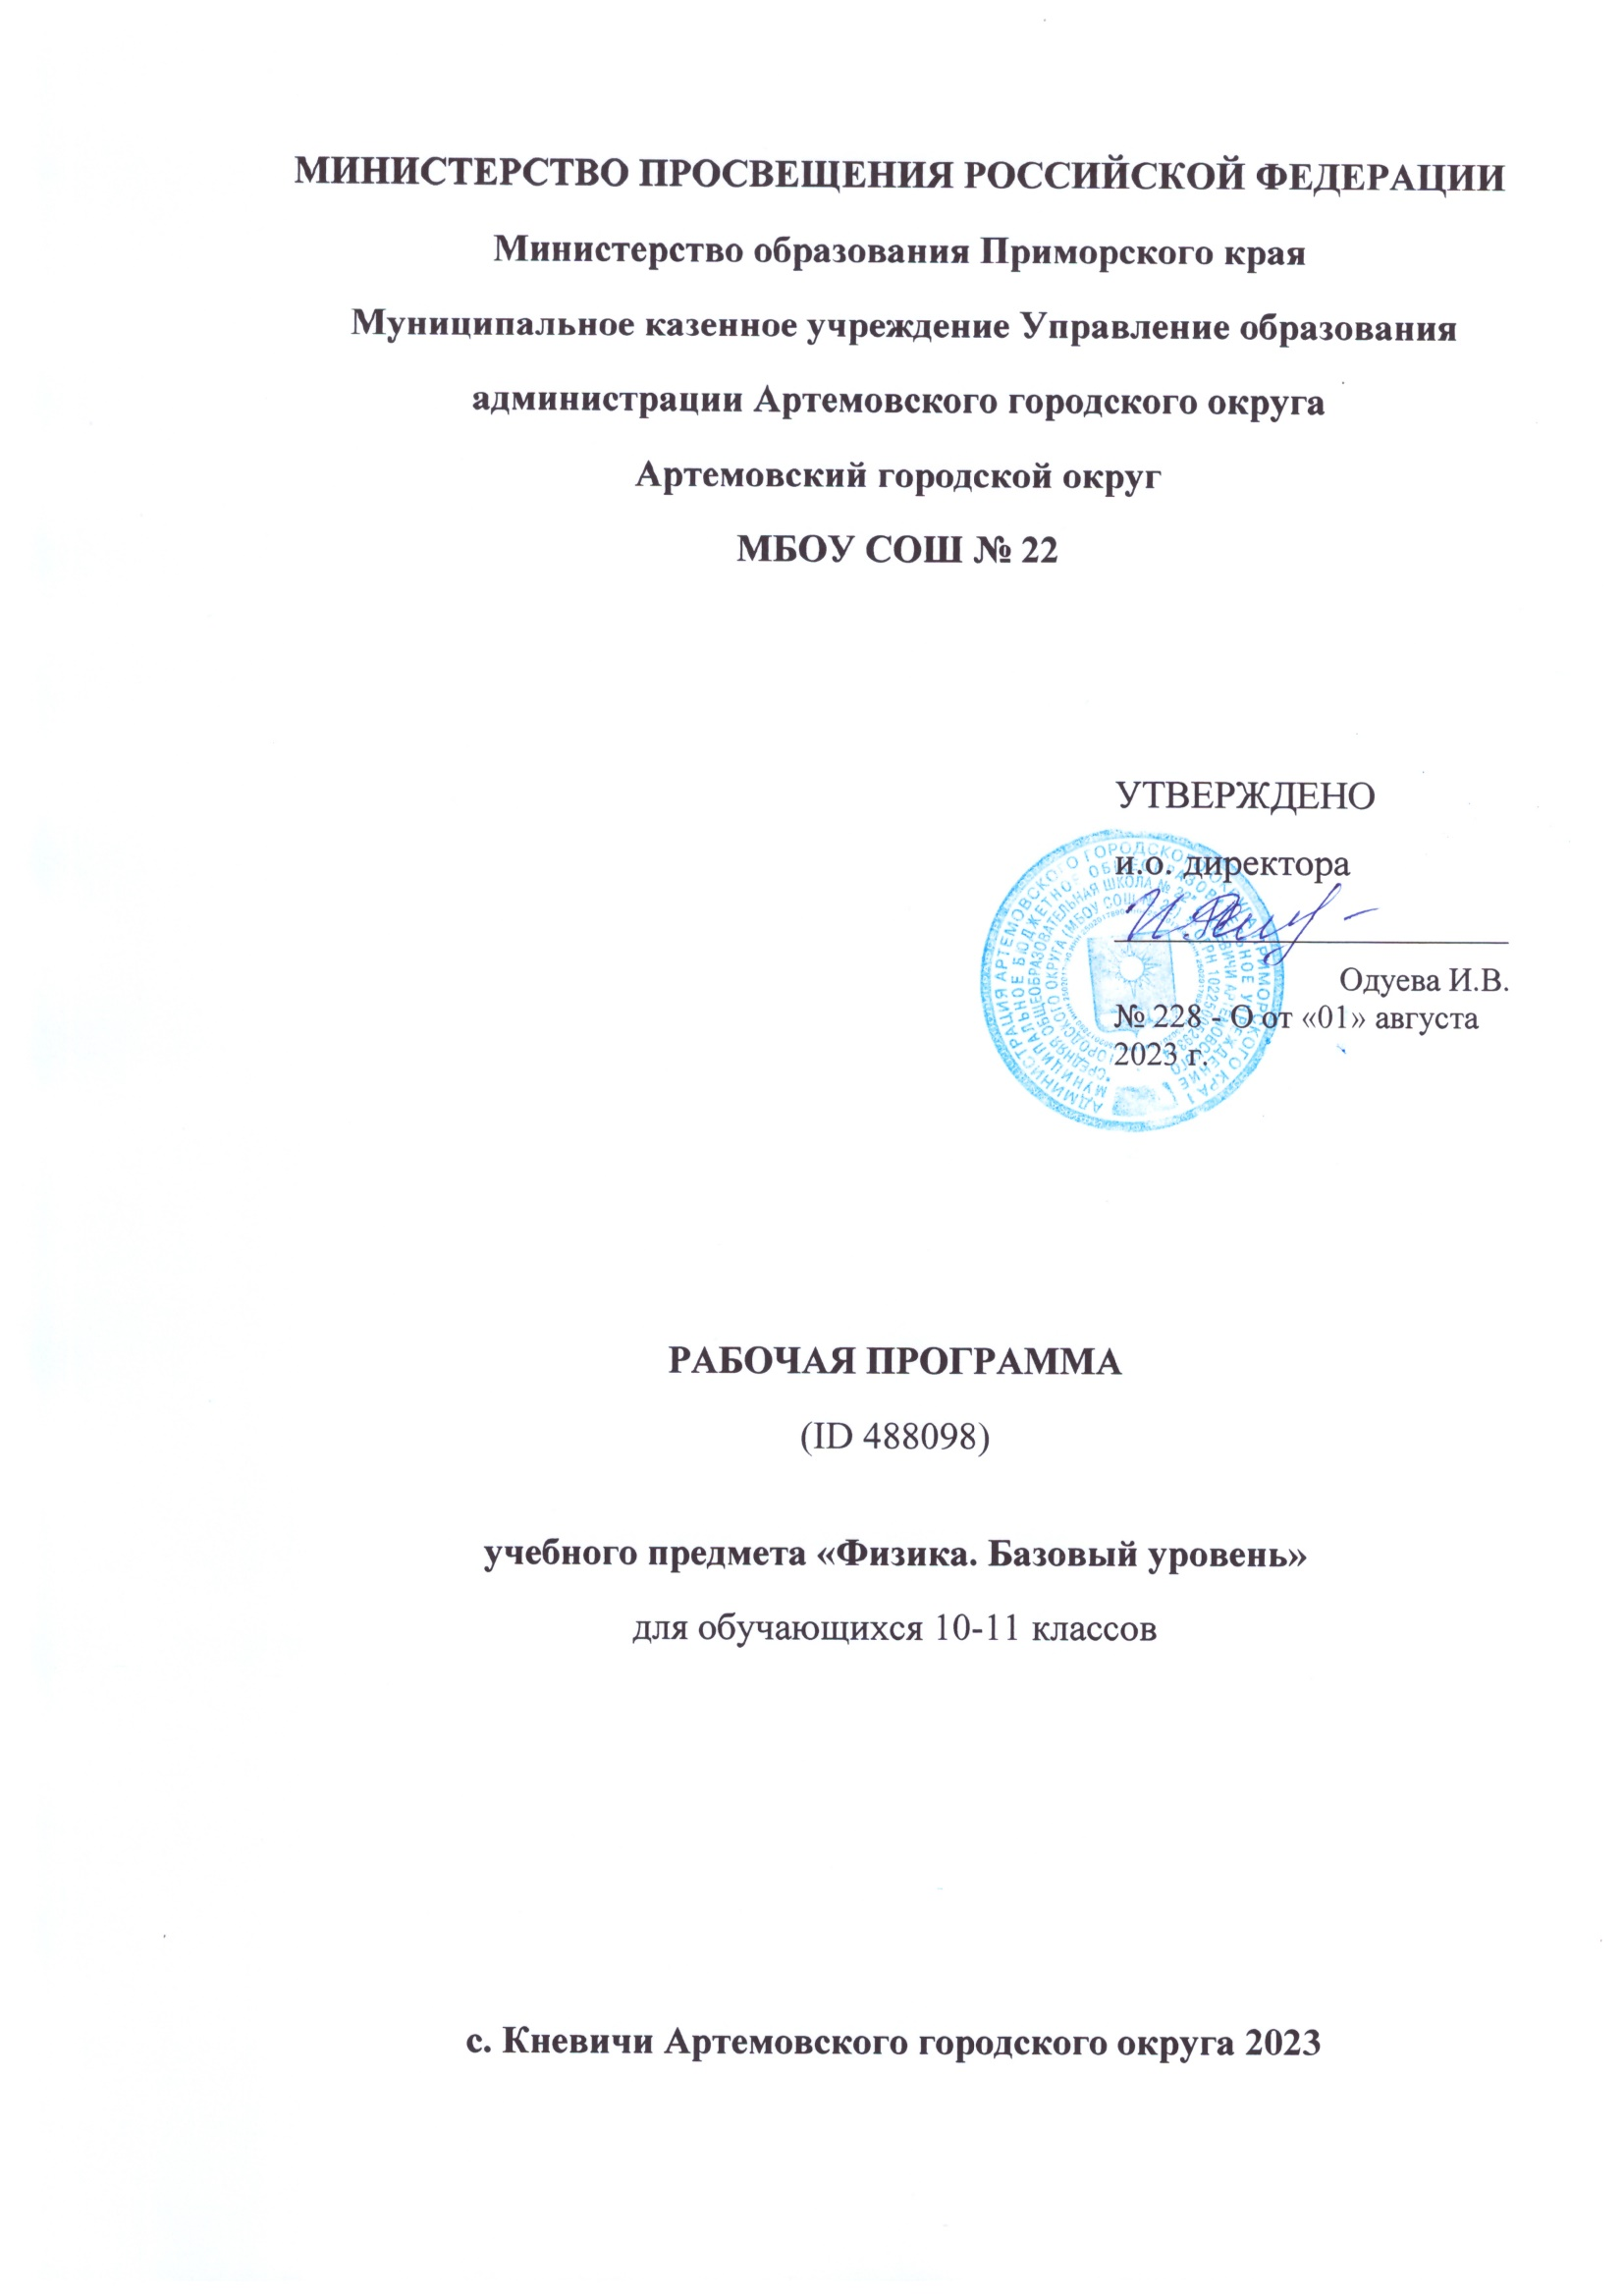 МИНИСТЕРСТВО ПРОСВЕЩЕНИЯ РОССИЙСКОЙ ФЕДЕРАЦИИ
Министерство образования Приморского края
Муниципальное казенное учреждение Управление образования
администрации Артемовского городского округа
Артемовский городской округ
МБОУ СОШ № 22
УТВЕРЖДЕНО
и.о. директора
Одуева И.В.
№ 228 - О от «01» августа
2023 г.
РАБОЧАЯ ПРОГРАММА
(ID 488098)
учебного предмета «Физика. Базовый уровень»
для обучающихся 10-11 классов
с. Кневичи Артемовского городского округа 2023